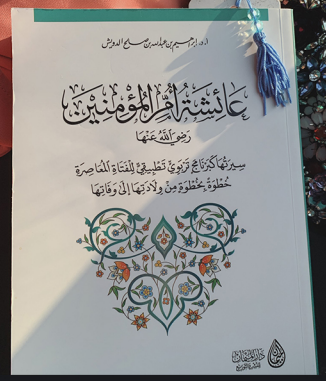 أ.د. إبراهيم بن عبدالله بن صالح الدويش
عائشة أم المؤمنين
رضي الله عنها
سيرتها كبرنامج تربوي تطبيقي للفتاة المعاصرة
خطوة بخطوة من ولادتها إلى وفاتها